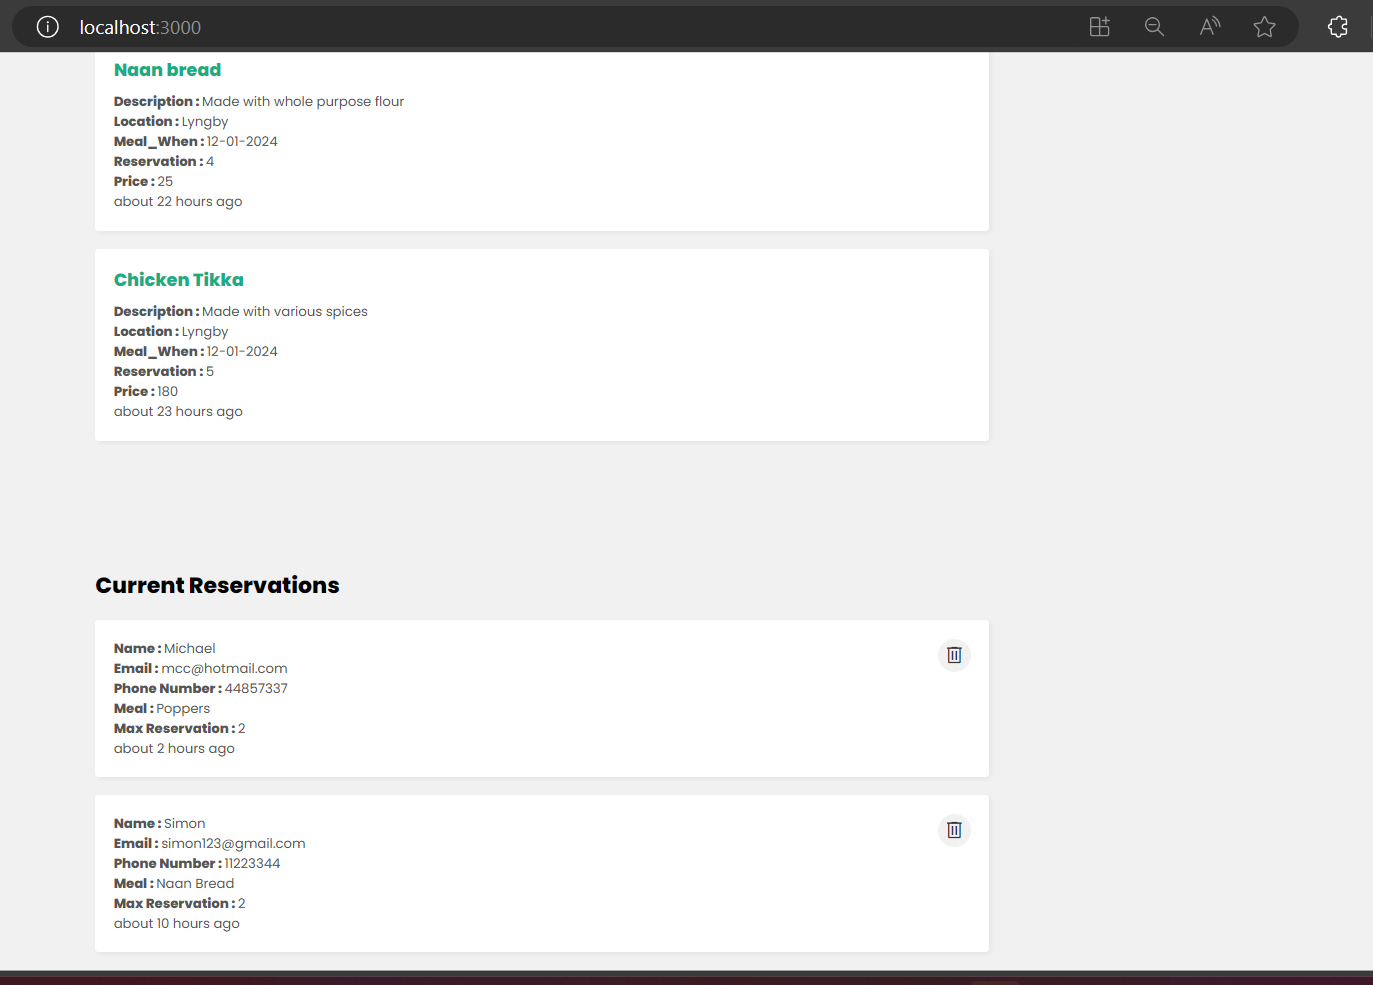 localhost:3000
Naan bread
Description : Made with whole purpose flour
Location : Lyngby
Meal_When : 12-01-2024
Reservation : 4
Price : 25
about 22 hours ago
Chicken Tikka
Description : Made with various spices
Location : Lyngby
Meal_When : 12-01-2024
Reservation : 5
Price : 180
about 23 hours ago
Current Reservations
Name : Michael
Email : mcc@hotmail.com
Phone Number : 44857337
Meal : Poppers
Max Reservation : 2
about 2 hours ago
Name : Simon
Email : simon123@gmail.com
Phone Number : 11223344
Meal : Naan Bread
Max Reservation : 2
about 10 hours ago